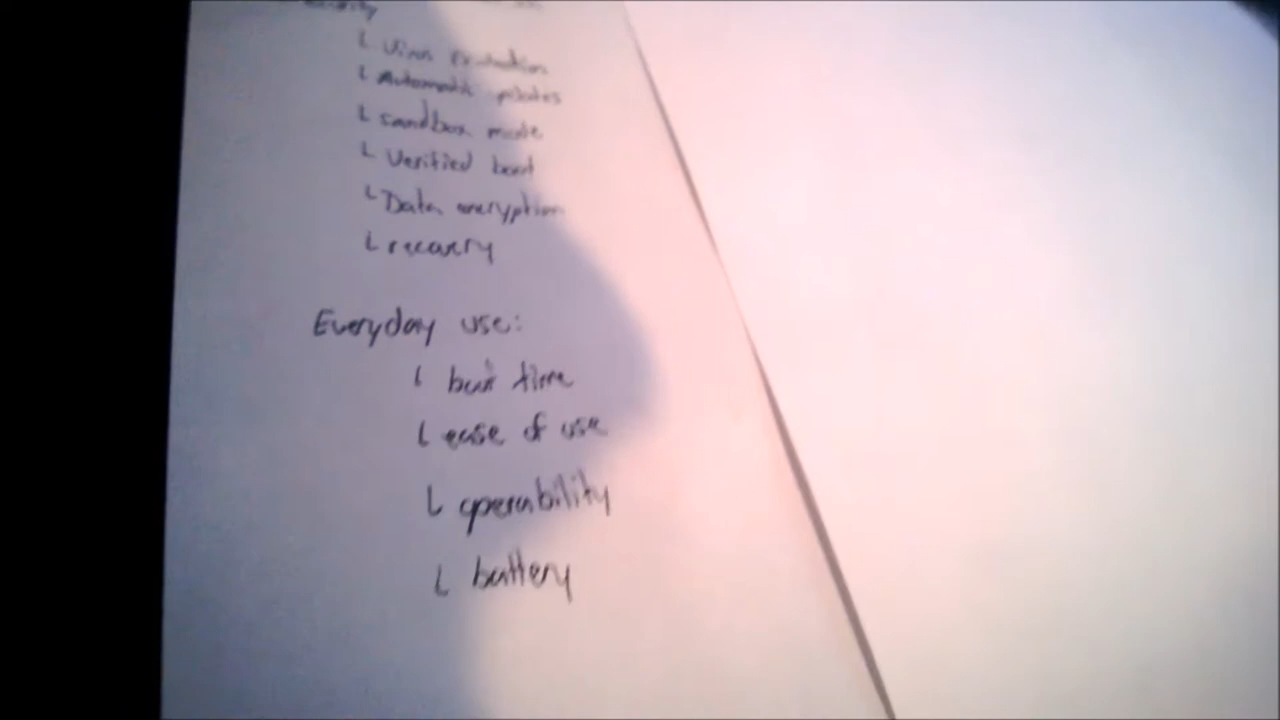 Security
Virus
Automatic updates
sandbox mode
Verified boot
Data encryption
recovery
Everyday use:
boot time
ease of use
operability
battery